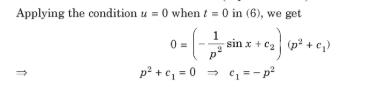 Applying the condition u = 0 when t = 0 in (6), we get
0 = (− 1/p² sin x + c₂) (p² + c₁)
⇒ p² + c₁ = 0 ⇒ c₁ = − p²